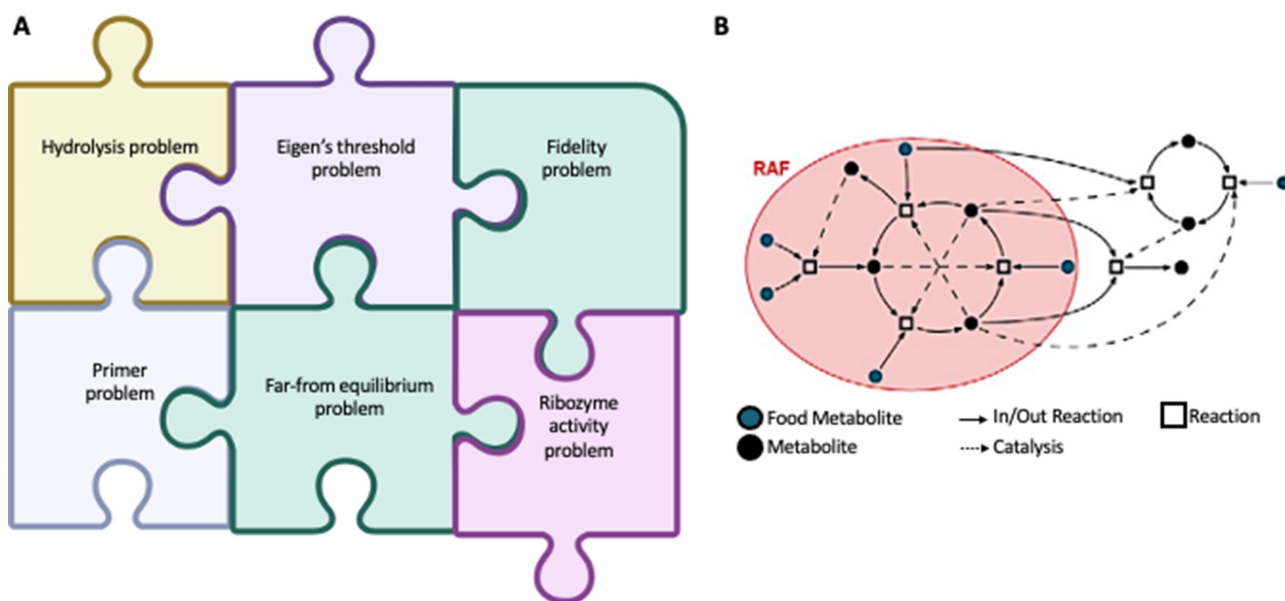 A
B
Hydrolysis problem
Eigen's threshold
problem
Fidelity
problem
Primer
problem
Far-from equilibrium
problem
Ribozyme
activity
problem
RAF
Food Metabolite
In/Out Reaction
Reaction
Metabolite
Catalysis